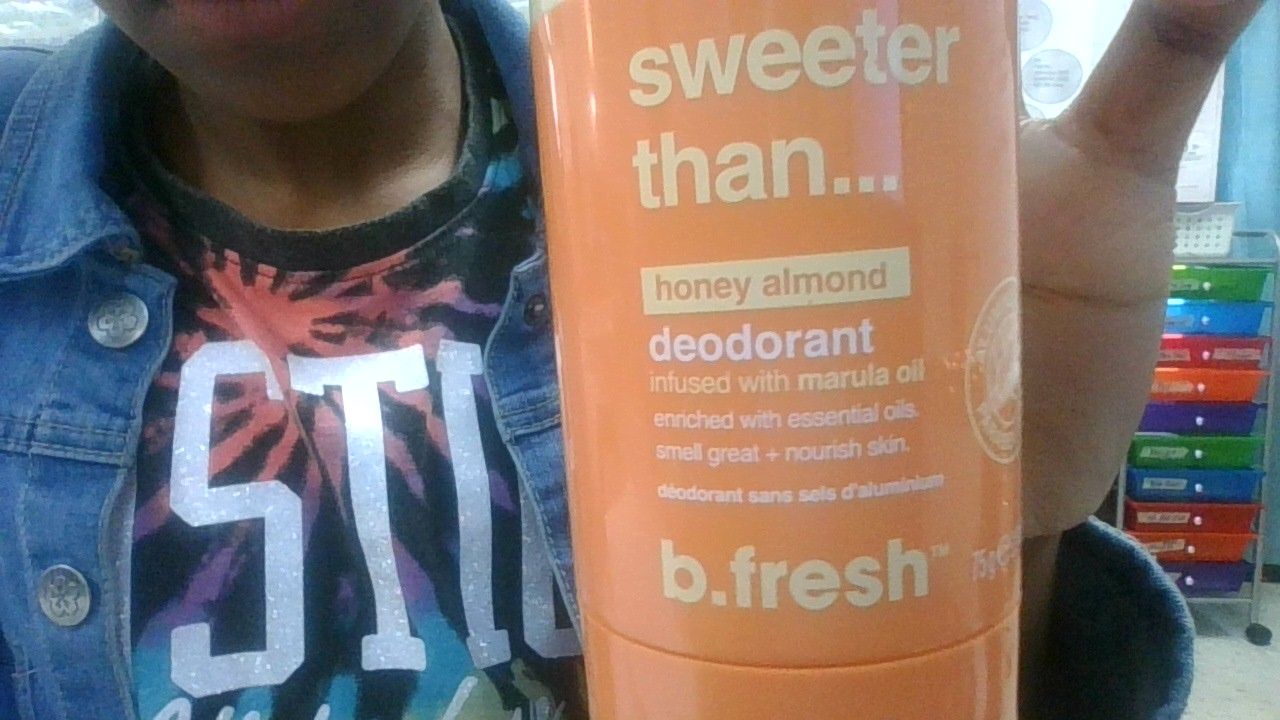 sweeter
than...
honey almond
deodorant
infused with marula oil
enriched with essential oils.
smell great + nourish skin.
déodorant sans sels d'aluminium
b.fresh™
75g e
STI